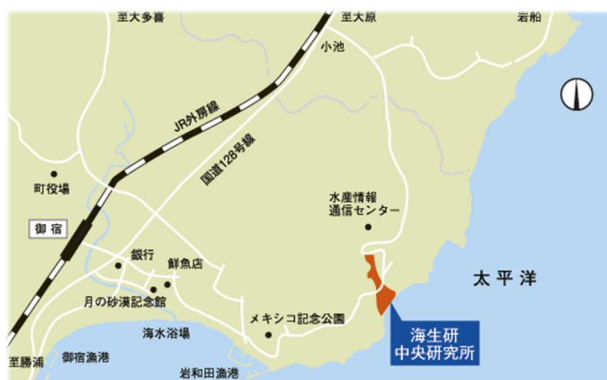 至大多喜
至大原
岩船
小池
JR外房線
国道128号線
町役場
水産情報
通信センター
御宿
銀行
鮮魚店
月の砂漠記念館
太平洋
海水浴場
メキシコ記念公園
海生研
中央研究所
至勝浦
御宿漁港
岩和田漁港